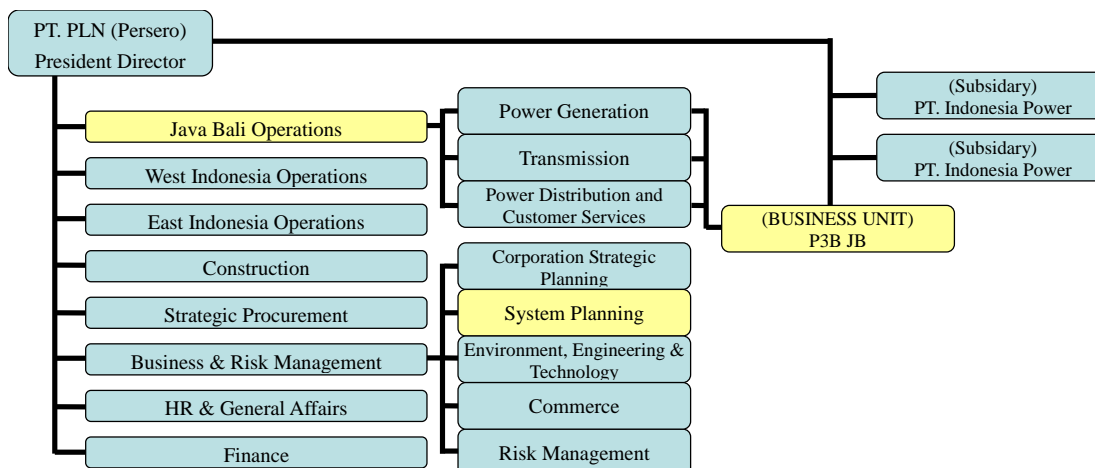 PT. PLN (Persero)
President Director
(Subsidary)
PT. Indonesia Power
(Subsidary)
PT. Indonesia Power
Java Bali Operations
West Indonesia Operations
East Indonesia Operations
Construction
Strategic Procurement
Business & Risk Management
HR & General Affairs
Finance
Power Generation
Transmission
Power Distribution and
Customer Services
(BUSINESS UNIT)
P3B JB
Corporation Strategic
Planning
System Planning
Environment, Engineering &
Technology
Commerce
Risk Management